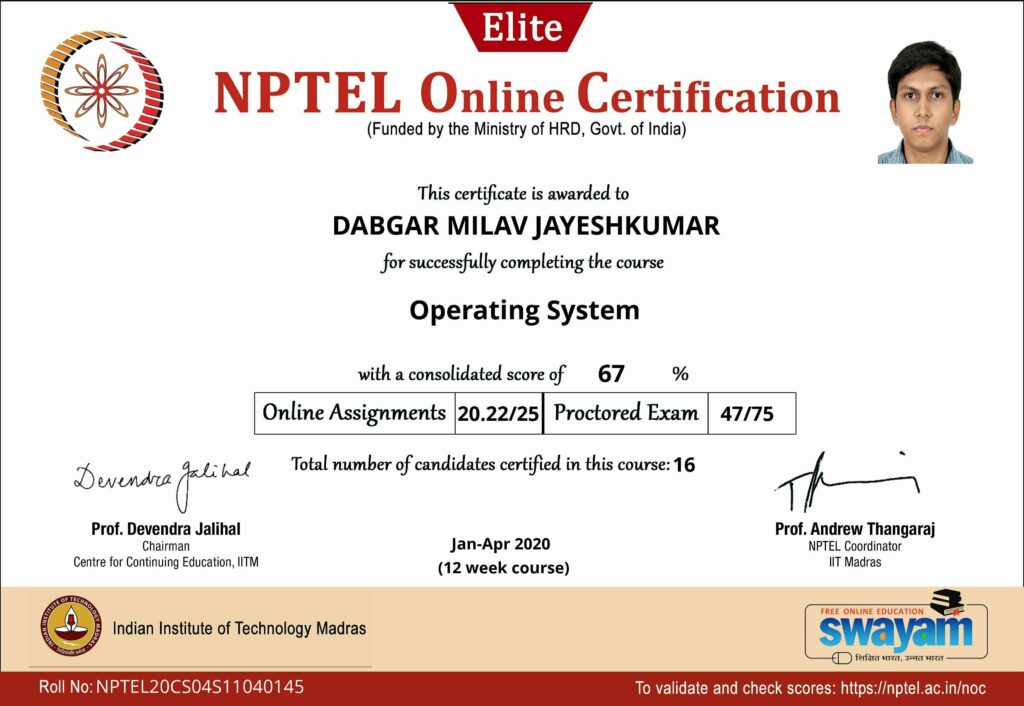 Elite
NPTEL Online Certification
(Funded by the Ministry of HRD, Govt. of India)
This certificate is awarded to
DABGAR MILAV JAYESHKUMAR
for successfully completing the course
Operating System
with a consolidated score of 67 %
Online Assignments 20.22/25 Proctored Exam 47/75
Total number of candidates certified in this course: 16
Devendra Jalihal
Prof. Devendra Jalihal
Chairman
Centre for Continuing Education, IITM
Jan-Apr 2020
(12 week course)
Prof. Andrew Thangaraj
NPTEL Coordinator
IIT Madras
INDIAN INSTITUTE OF TECHNOLOGY MADRAS
Indian Institute of Technology Madras
FREE ONLINE EDUCATION
swayam
शिक्षित भारत, उन्नत भारत
Roll No: NPTEL20CS04S11040145
To validate and check scores: https://nptel.ac.in/noc